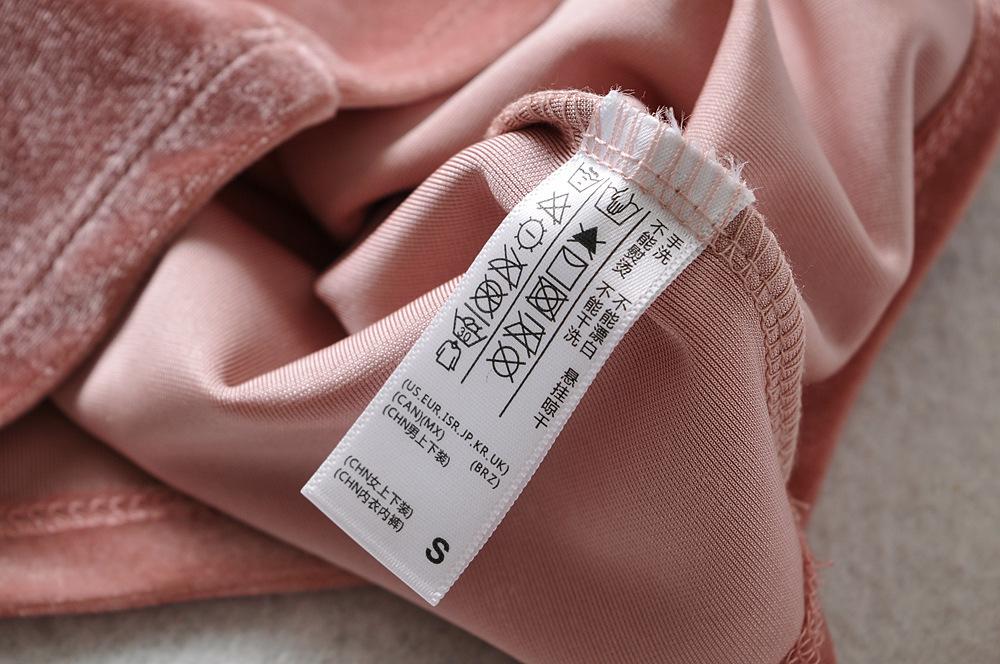 手洗 不能漂白 悬挂晾干
不能熨烫 不能干洗
(US,EUR,ISR,JP,KR,UK)
(CAN)(MX) (BRZ)
(CHN男上下装)
(CHN女上下装)
(CHN内衣内裤)
S